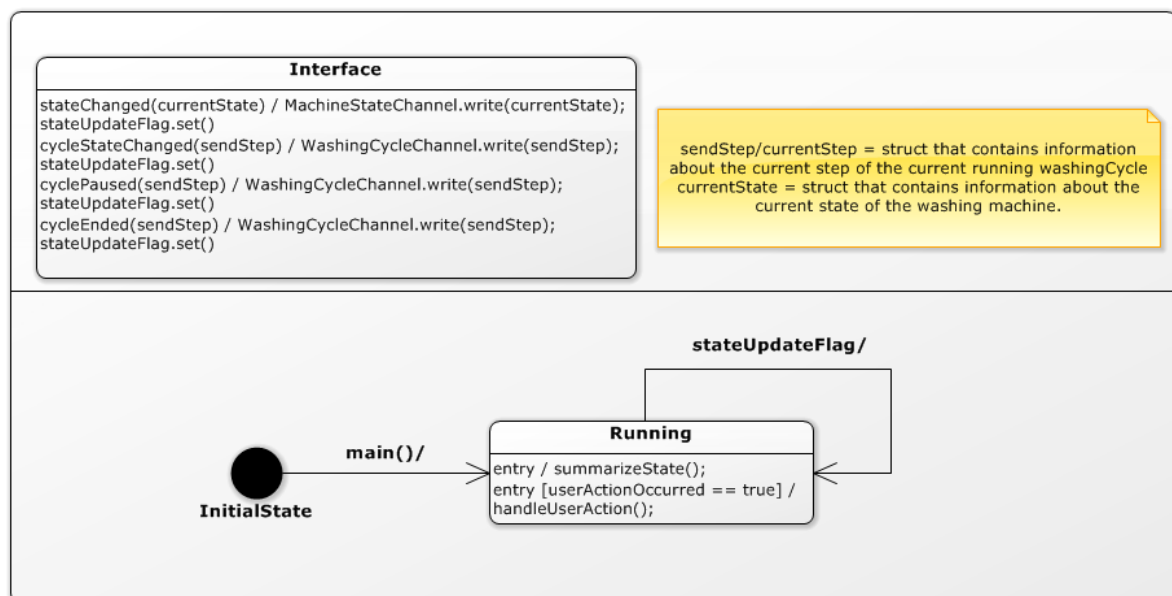 Interface
stateChanged(currentState) / MachineStateChannel.write(currentState);
stateUpdateFlag.set()
cycleStateChanged(sendStep) / WashingCycleChannel.write(sendStep);
stateUpdateFlag.set()
cyclePaused(sendStep) / WashingCycleChannel.write(sendStep);
stateUpdateFlag.set()
cycleEnded(sendStep) / WashingCycleChannel.write(sendStep);
stateUpdateFlag.set()
sendStep/currentStep = struct that contains information
about the current step of the current running washingCycle
currentState = struct that contains information about the
current state of the washing machine.
stateUpdateFlag/
main()/
InitialState
Running
entry / summarizeState();
entry [userActionOccurred == true] /
handleUserAction();